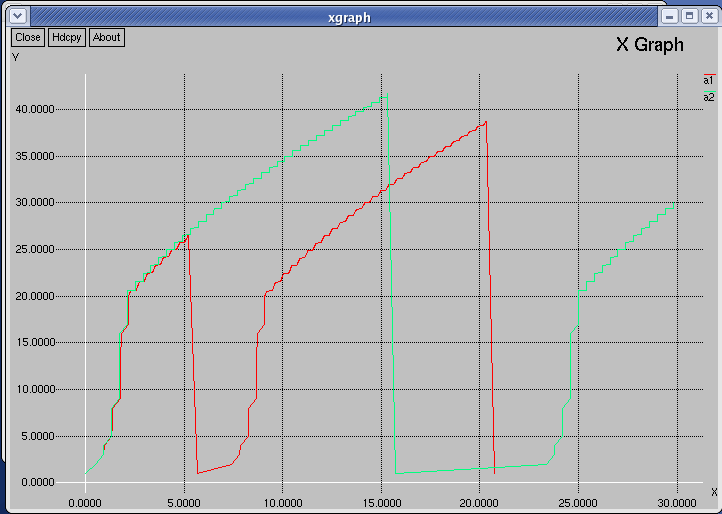 xgraph
Close Hdcpy About
X Graph
Y
a1
a2
40.0000
35.0000
30.0000
25.0000
20.0000
15.0000
10.0000
5.0000
0.0000
X
0.0000 5.0000 10.0000 15.0000 20.0000 25.0000 30.0000